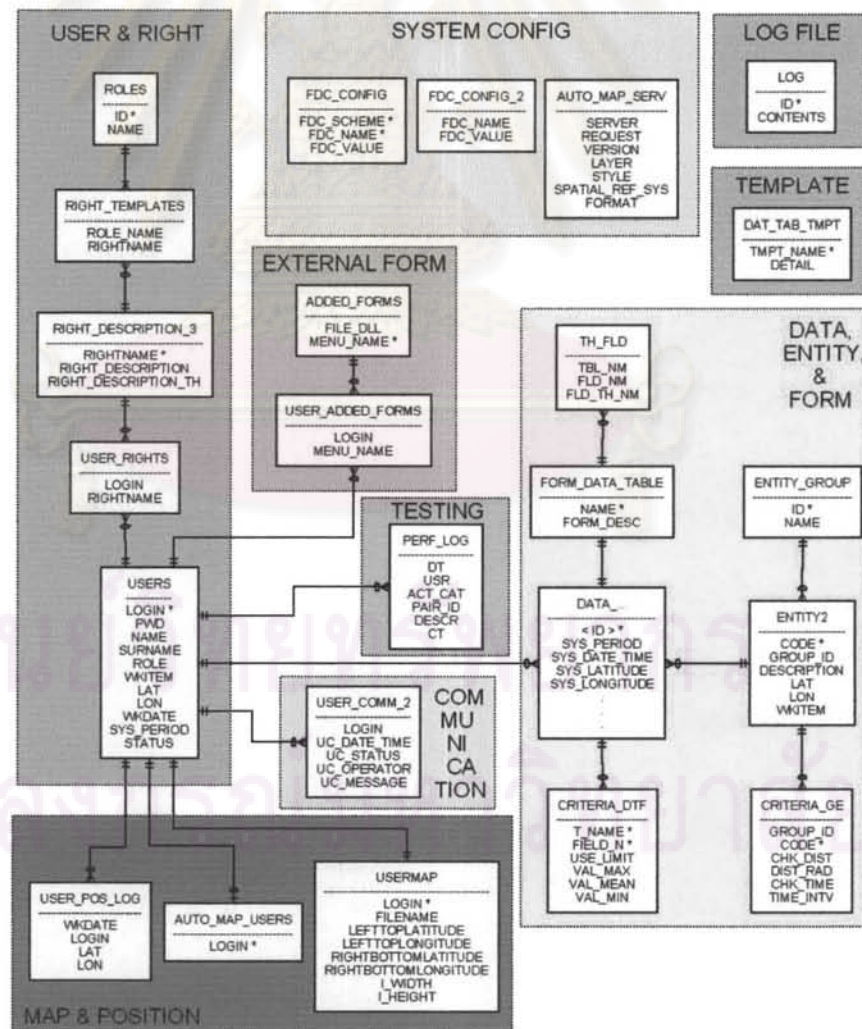 USER & RIGHT
ROLES
ID *
NAME
RIGHT_TEMPLATES
ROLE_NAME
RIGHTNAME
RIGHT_DESCRIPTION_3
RIGHTNAME *
RIGHT_DESCRIPTION
RIGHT_DESCRIPTION_TH
USER_RIGHTS
LOGIN
RIGHTNAME
USERS
LOGIN *
PWD
NAME
SURNAME
ROLE
WKITEM
LAT
LON
WKDATE
SYS_PERIOD
STATUS
SYSTEM CONFIG
FDC_CONFIG
FDC_SCHEME *
FDC_NAME *
FDC_VALUE
FDC_CONFIG_2
FDC_NAME
FDC_VALUE
AUTO_MAP_SERV
SERVER
REQUEST
VERSION
LAYER
STYLE
SPATIAL_REF_SYS
FORMAT
LOG FILE
LOG
ID *
CONTENTS
TEMPLATE
DAT_TAB_TMPT
TMPT_NAME *
DETAIL
EXTERNAL FORM
ADDED_FORMS
FILE_DLL
MENU_NAME *
USER_ADDED_FORMS
LOGIN
MENU_NAME
TESTING
PERF_LOG
DT
USR
ACT_CAT
PAIR_ID
DESCR
CT
USER_COMM_2
LOGIN
UC_DATE_TIME
UC_STATUS
UC_OPERATOR
UC_MESSAGE
COM
MU
NI
CA
TION
DATA,
ENTITY,
&
FORM
TH_FLD
TBL_NM
FLD_NM
FLD_TH_NM
FORM_DATA_TABLE
NAME *
FORM_DESC
ENTITY_GROUP
ID *
NAME
DATA_..
< ID > *
SYS_PERIOD
SYS_DATE_TIME
SYS_LATITUDE
SYS_LONGITUDE
.
.
.
ENTITY2
CODE *
GROUP_ID
DESCRIPTION
LAT
LON
WKITEM
CRITERIA_DTF
T_NAME *
FIELD_N *
USE_LIMIT
VAL_MAX
VAL_MEAN
VAL_MIN
CRITERIA_GE
GROUP_ID
CODE *
CHK_DIST
DIST_RAD
CHK_TIME
TIME_INTV
USER_POS_LOG
WKDATE
LOGIN
LAT
LON
AUTO_MAP_USERS
LOGIN *
USERMAP
LOGIN *
FILENAME
LEFTTOPLATITUDE
LEFTTOPLONGITUDE
RIGHTBOTTOMLATITUDE
RIGHTBOTTOMLONGITUDE
I_WIDTH
I_HEIGHT
MAP & POSITION